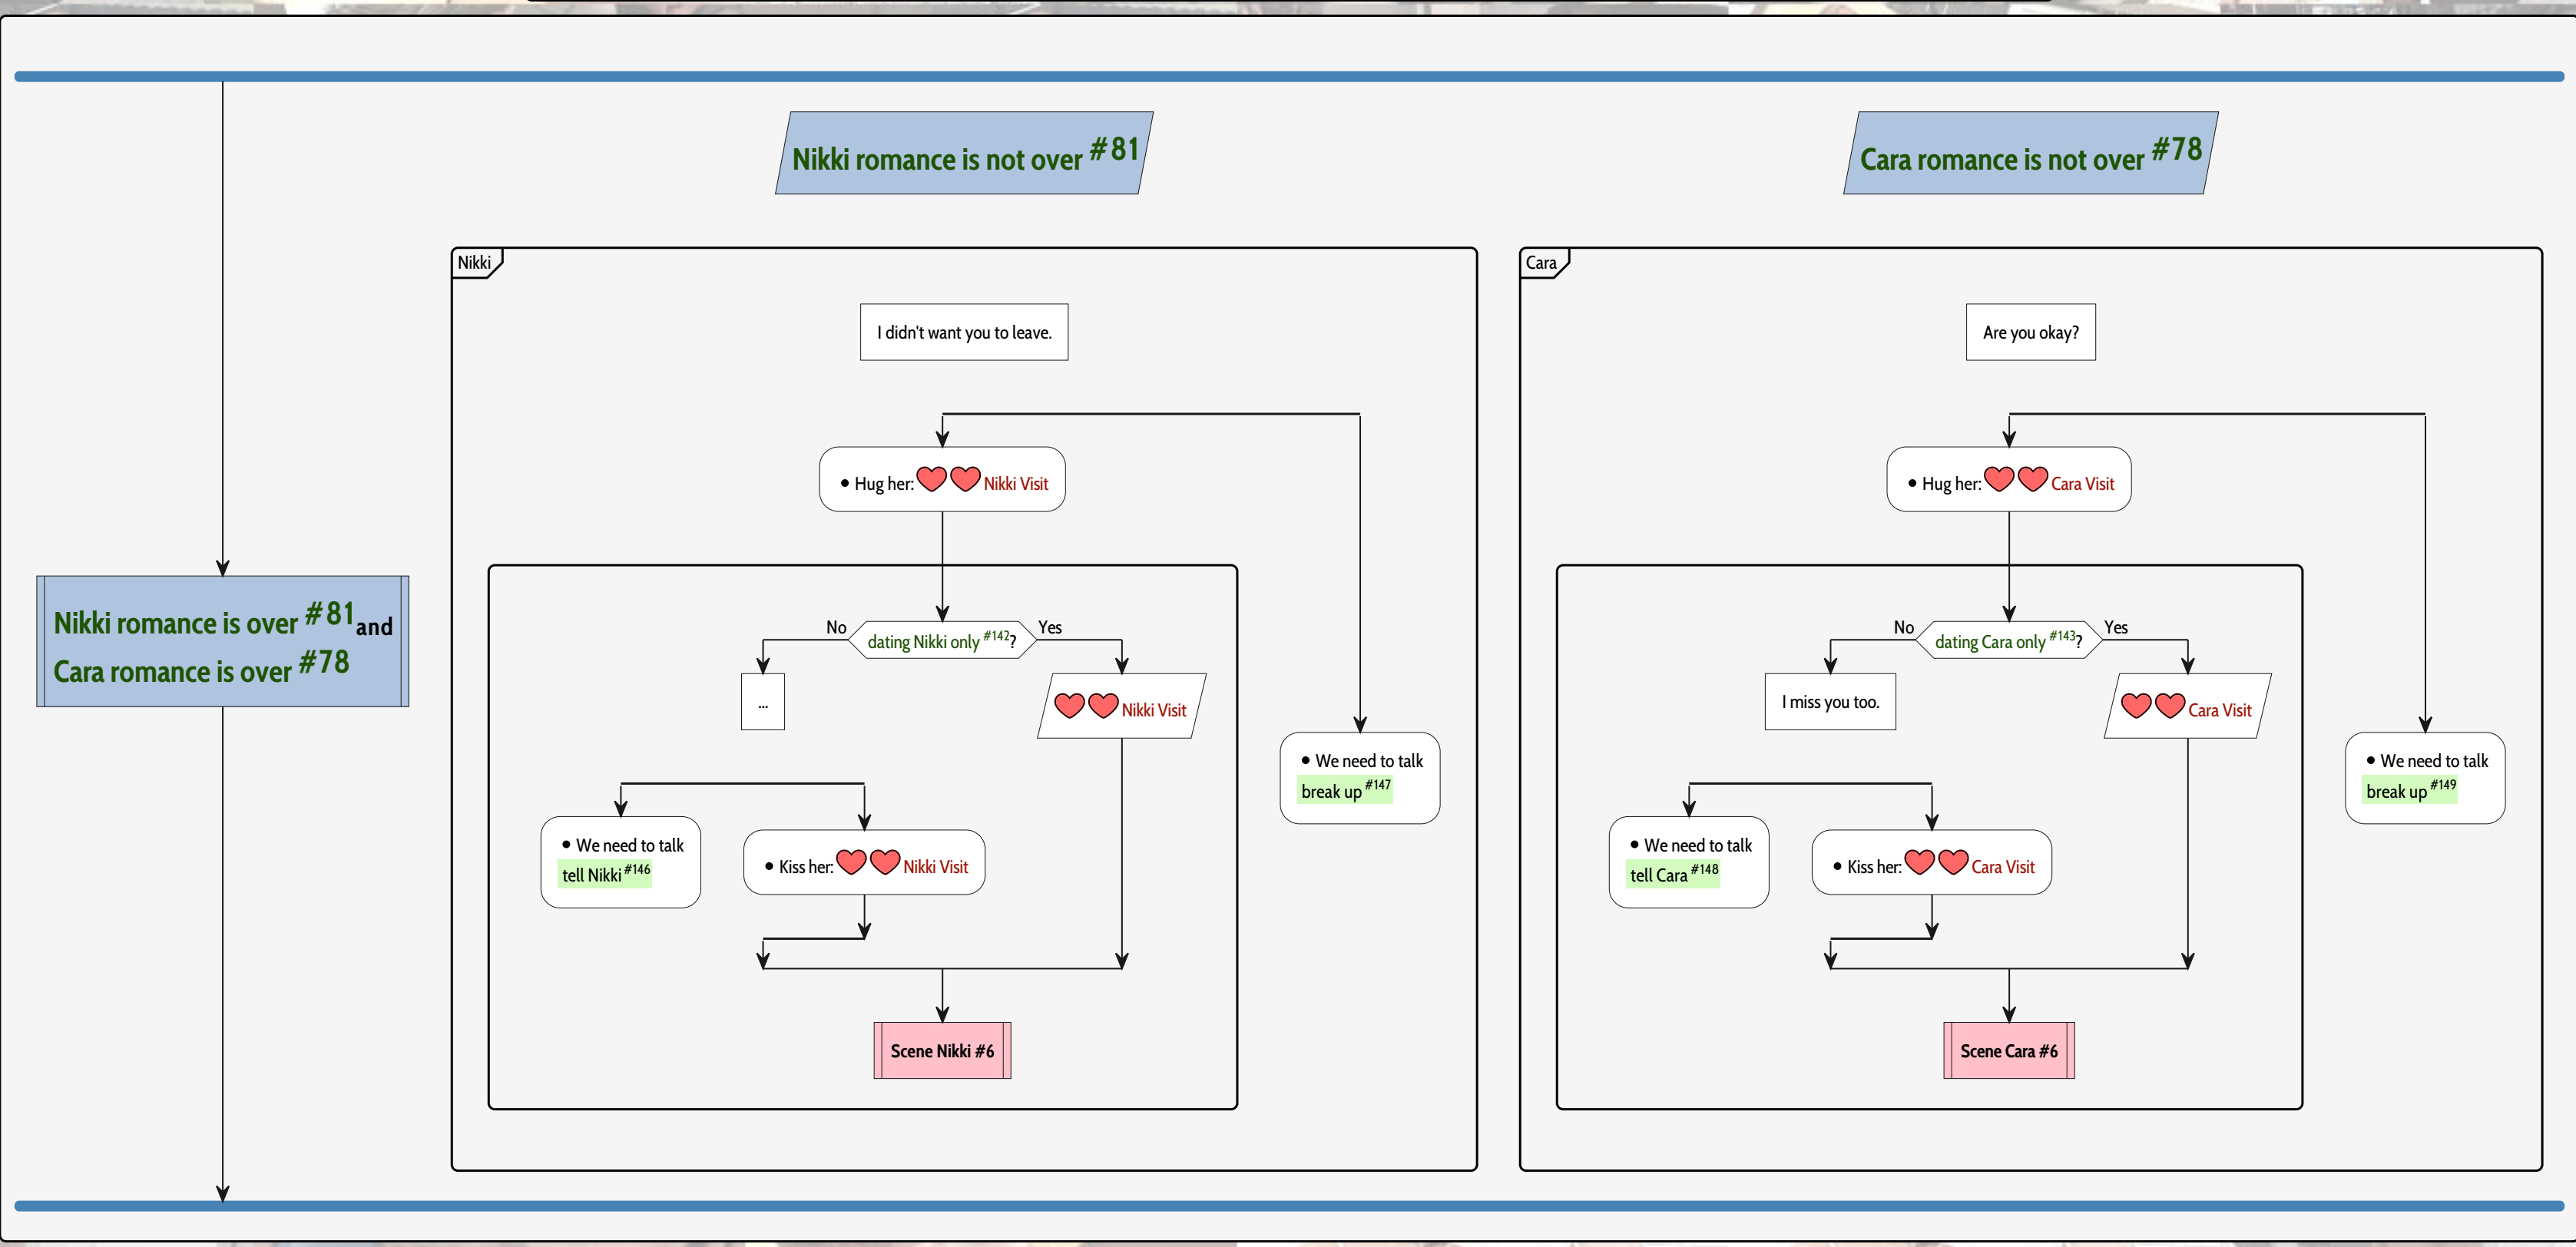 Nikki romance is over #81 and
Cara romance is over #78
Nikki romance is not over #81
Nikki
I didn't want you to leave.
• Hug her: Nikki Visit
No
dating Nikki only #142?
Yes
...
Nikki Visit
• We need to talk
tell Nikki #146
• Kiss her: Nikki Visit
Scene Nikki #6
• We need to talk
break up #147
Cara romance is not over #78
Cara
Are you okay?
• Hug her: Cara Visit
No
dating Cara only #143?
Yes
I miss you too.
Cara Visit
• We need to talk
tell Cara #148
• Kiss her: Cara Visit
Scene Cara #6
• We need to talk
break up #149